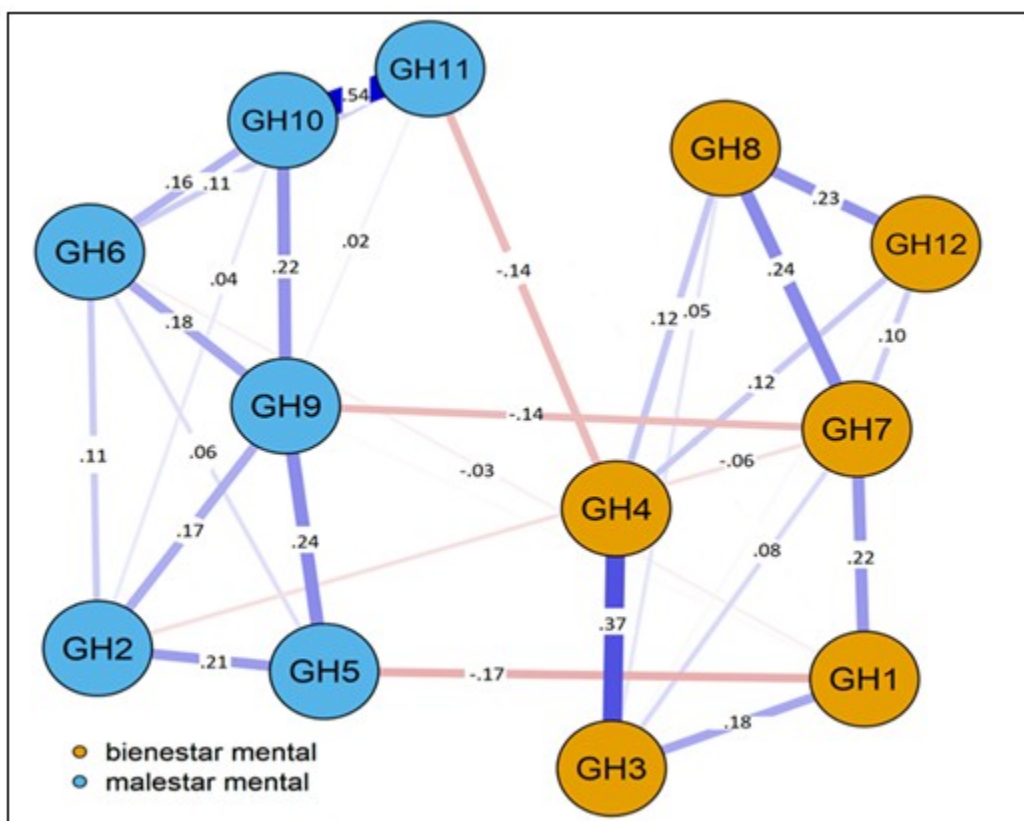 GH11
.54
GH10
GH8
.16
.11
.23
GH6
GH12
.02
.22
-.14
.24
.04
.18
.12
.05
.10
.12
GH9
-.14
GH7
.11
.06
-.03
-.06
GH4
.17
.24
.08
.22
.37
GH2
.21
GH5
-.17
GH1
.18
GH3
bienestar mental
malestar mental